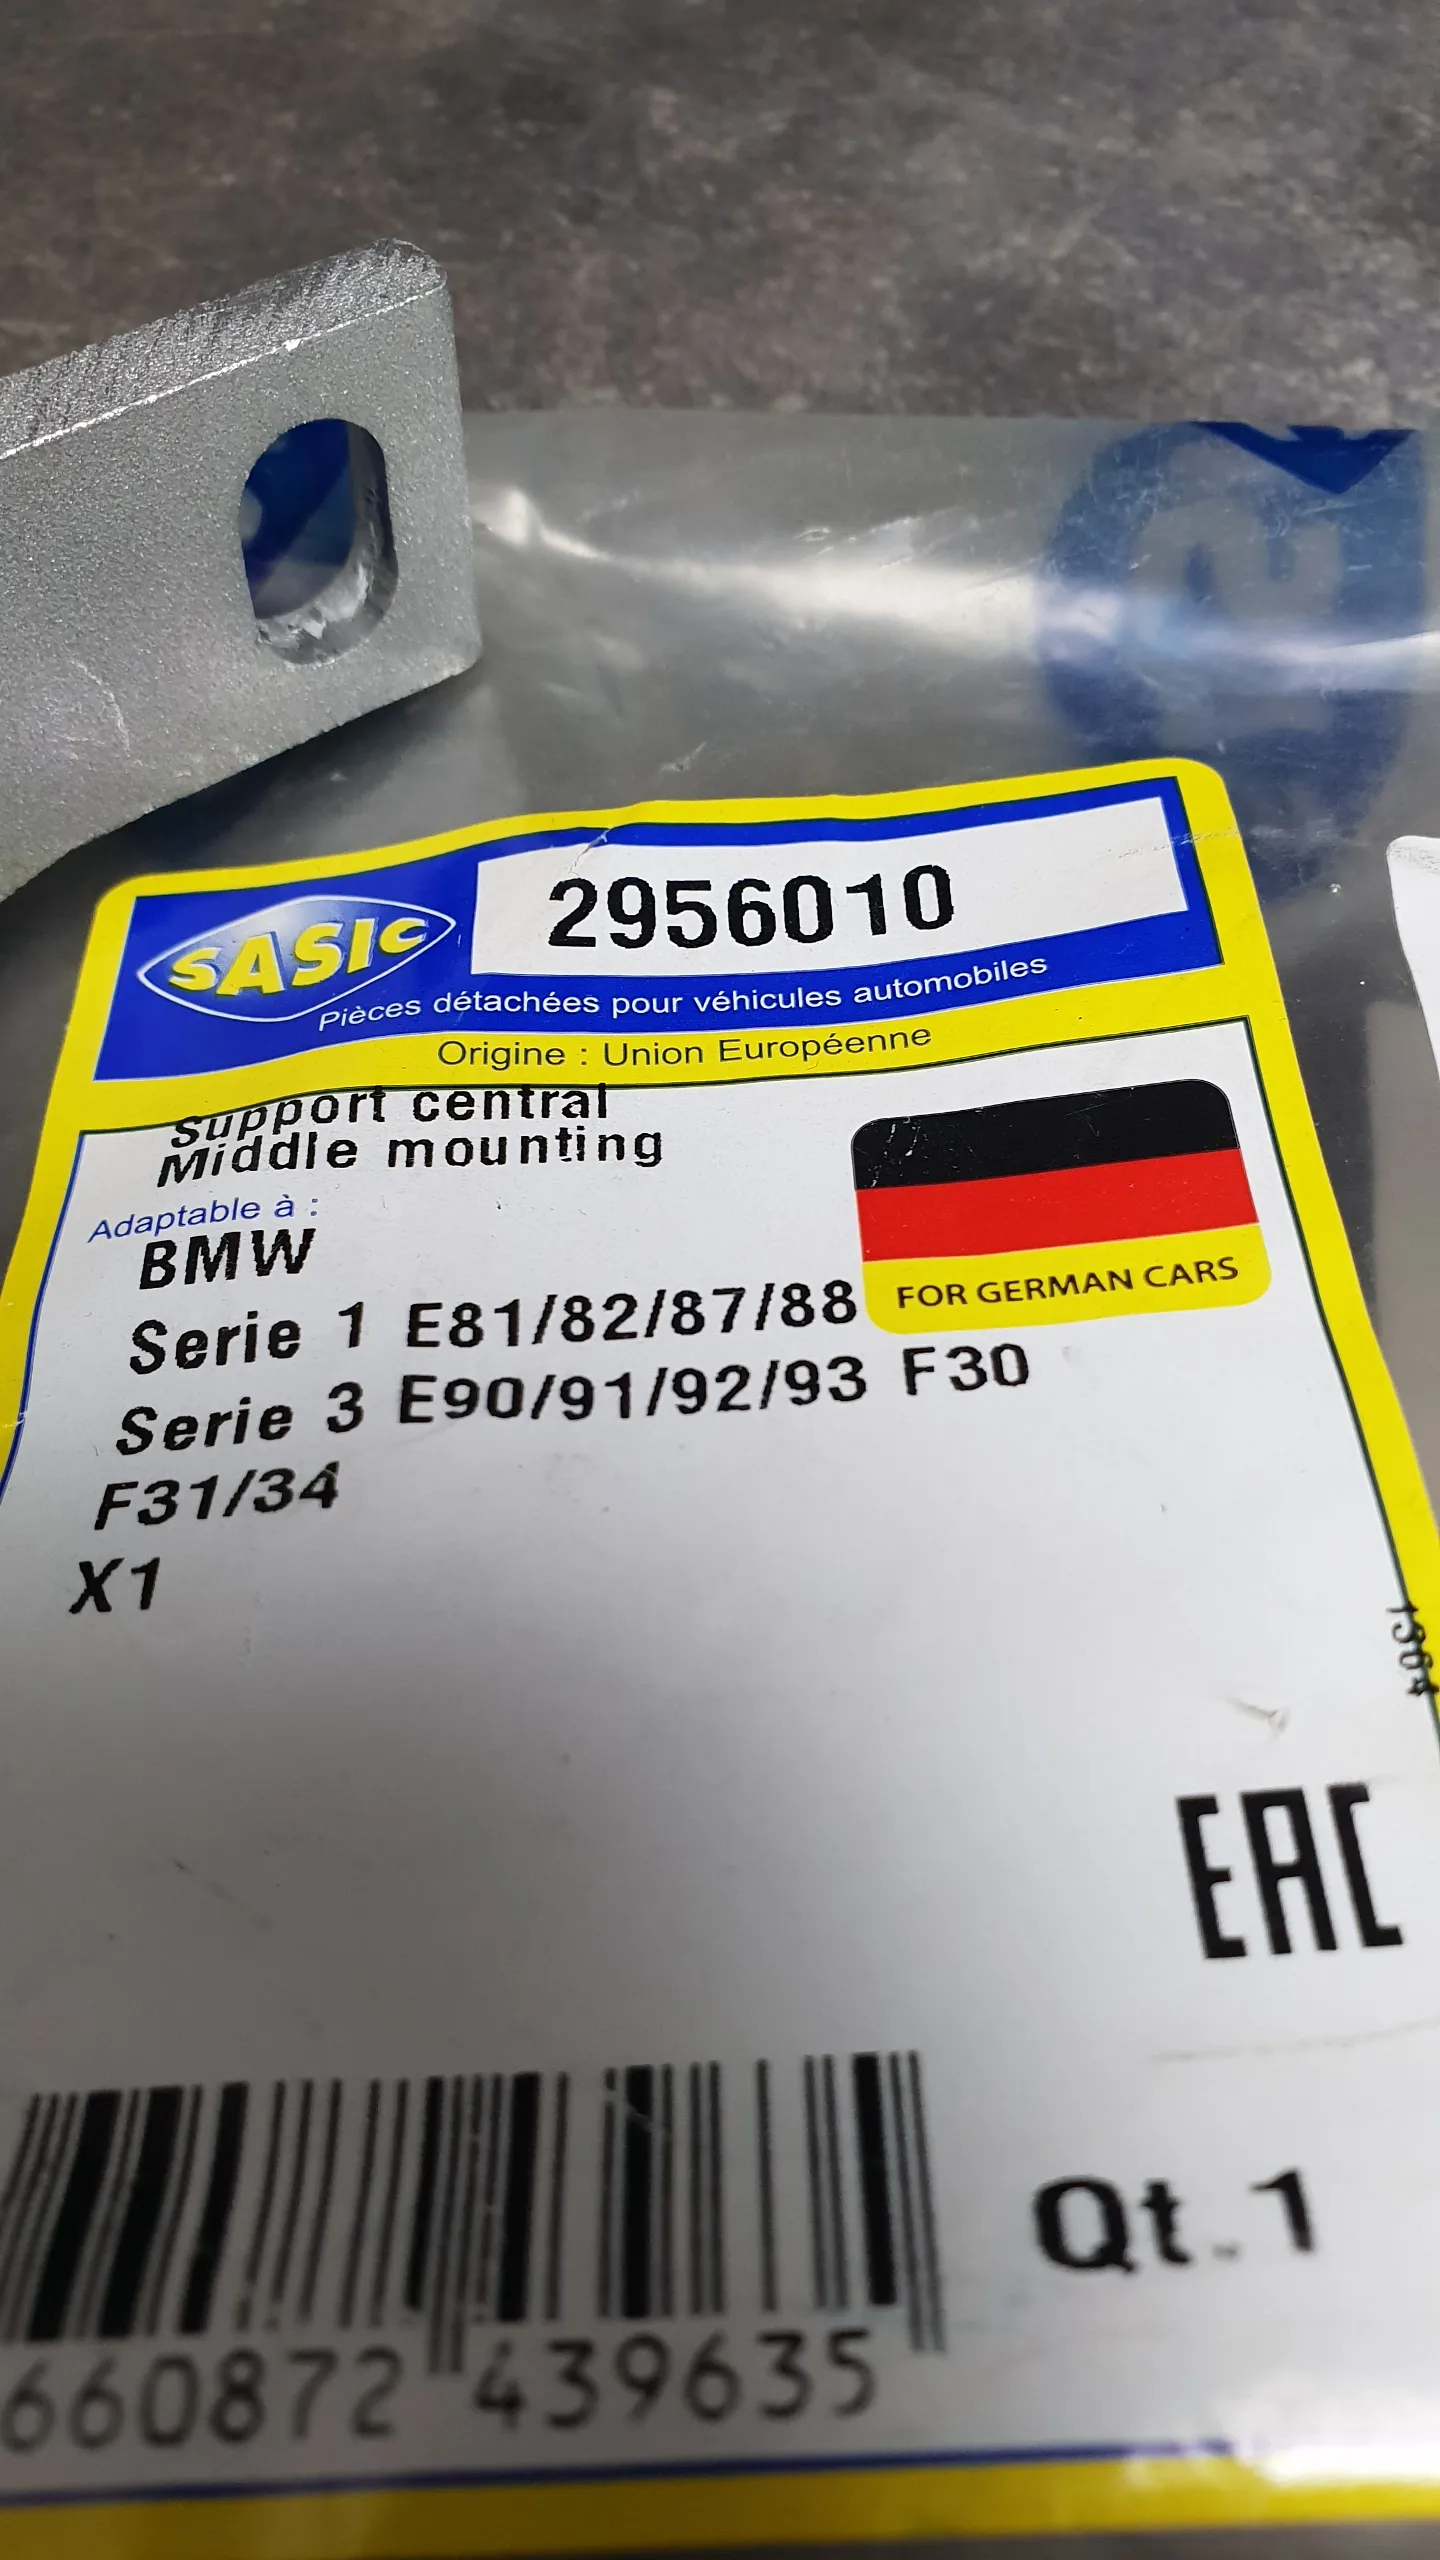 SASIC
2956010
Pièces détachées pour véhicules automobiles
Origine : Union Européenne
Support central
Middle mounting
Adaptable à :
BMW
FOR GERMAN CARS
Serie 1 E81/82/87/88
Serie 3 E90/91/92/93 F30
F31/34
X1
1364
EAC
Qt.1
660872 439635